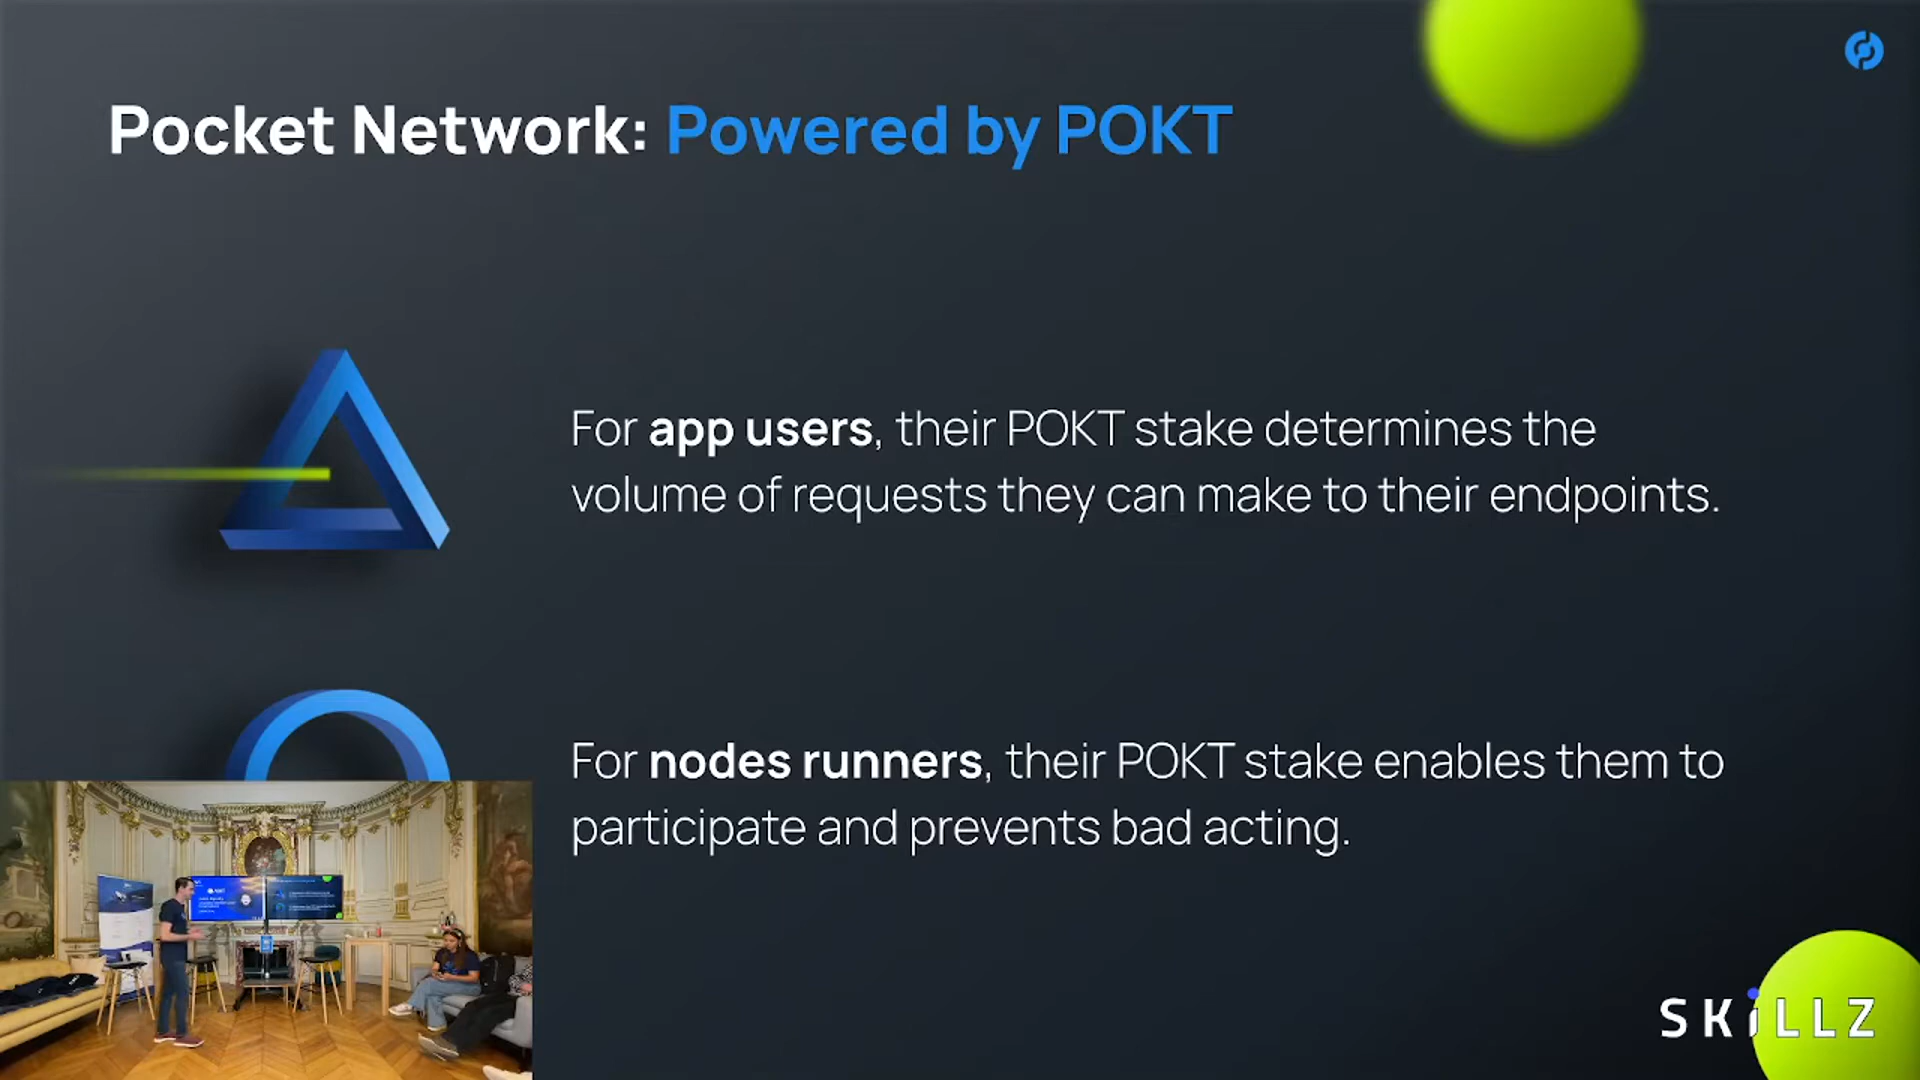 Pocket Network: Powered by POKT
For app users, their POKT stake determines the
volume of requests they can make to their endpoints.
For nodes runners, their POKT stake enables them to
participate and prevents bad acting.
SKiLLZ